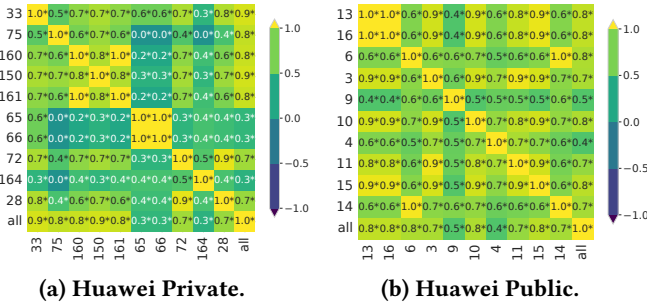 33 1.0* 0.5* 0.7* 0.7* 0.7* 0.6* 0.6* 0.7* 0.3* 0.8* 0.9*
75 0.5* 1.0* 0.6* 0.7* 0.6* 0.0* 0.0* 0.4* 0.0* 0.4* 0.8*
160 0.7* 0.6* 1.0* 0.8* 1.0* 0.2* 0.2* 0.7* 0.3* 0.6* 0.8*
150 0.7* 0.7* 0.8* 1.0* 0.8* 0.3* 0.3* 0.7* 0.3* 0.7* 0.9*
161 0.7* 0.6* 1.0* 0.8* 1.0* 0.2* 0.2* 0.7* 0.4* 0.6* 0.8*
65 0.6* 0.0* 0.2* 0.3* 0.2* 1.0* 1.0* 0.3* 0.4* 0.4* 0.3*
66 0.6* 0.0* 0.2* 0.3* 0.2* 1.0* 1.0* 0.3* 0.4* 0.4* 0.3*
72 0.7* 0.4* 0.7* 0.7* 0.7* 0.3* 0.3* 1.0* 0.5* 0.9* 0.7*
164 0.3* 0.0* 0.3* 0.3* 0.4* 0.4* 0.4* 0.5* 1.0* 0.4* 0.3*
28 0.8* 0.4* 0.6* 0.7* 0.6* 0.4* 0.4* 0.9* 0.4* 1.0* 0.7*
all 0.9* 0.8* 0.8* 0.9* 0.8* 0.3* 0.3* 0.7* 0.3* 0.7* 1.0*
33 75 160 150 161 65 66 72 164 28 all
1.0
0.5
0.0
−0.5
−1.0
(a) Huawei Private.
13 1.0* 1.0* 0.6* 0.9* 0.4* 0.9* 0.6* 0.8* 0.9* 0.6* 0.8*
16 1.0* 1.0* 0.6* 0.9* 0.4* 0.9* 0.6* 0.8* 0.9* 0.6* 0.8*
6 0.6* 0.6* 1.0* 0.6* 0.6* 0.7* 0.5* 0.6* 0.6* 1.0* 0.8*
3 0.9* 0.9* 0.6* 1.0* 0.6* 0.9* 0.7* 0.9* 0.9* 0.7* 0.7*
9 0.4* 0.4* 0.6* 0.6* 1.0* 0.5* 0.5* 0.5* 0.5* 0.6* 0.5*
10 0.9* 0.9* 0.7* 0.9* 0.5* 1.0* 0.7* 0.8* 0.9* 0.7* 0.8*
4 0.6* 0.6* 0.5* 0.7* 0.5* 0.7* 1.0* 0.7* 0.7* 0.6* 0.4*
11 0.8* 0.8* 0.6* 0.9* 0.5* 0.8* 0.7* 1.0* 0.9* 0.6* 0.7*
15 0.9* 0.9* 0.6* 0.9* 0.5* 0.9* 0.7* 0.9* 1.0* 0.6* 0.8*
14 0.6* 0.6* 1.0* 0.7* 0.6* 0.7* 0.6* 0.6* 0.6* 1.0* 0.7*
all 0.8* 0.8* 0.8* 0.7* 0.5* 0.8* 0.4* 0.7* 0.8* 0.7* 1.0*
13 16 6 3 9 10 4 11 15 14 all
1.0
0.5
0.0
−0.5
−1.0
(b) Huawei Public.